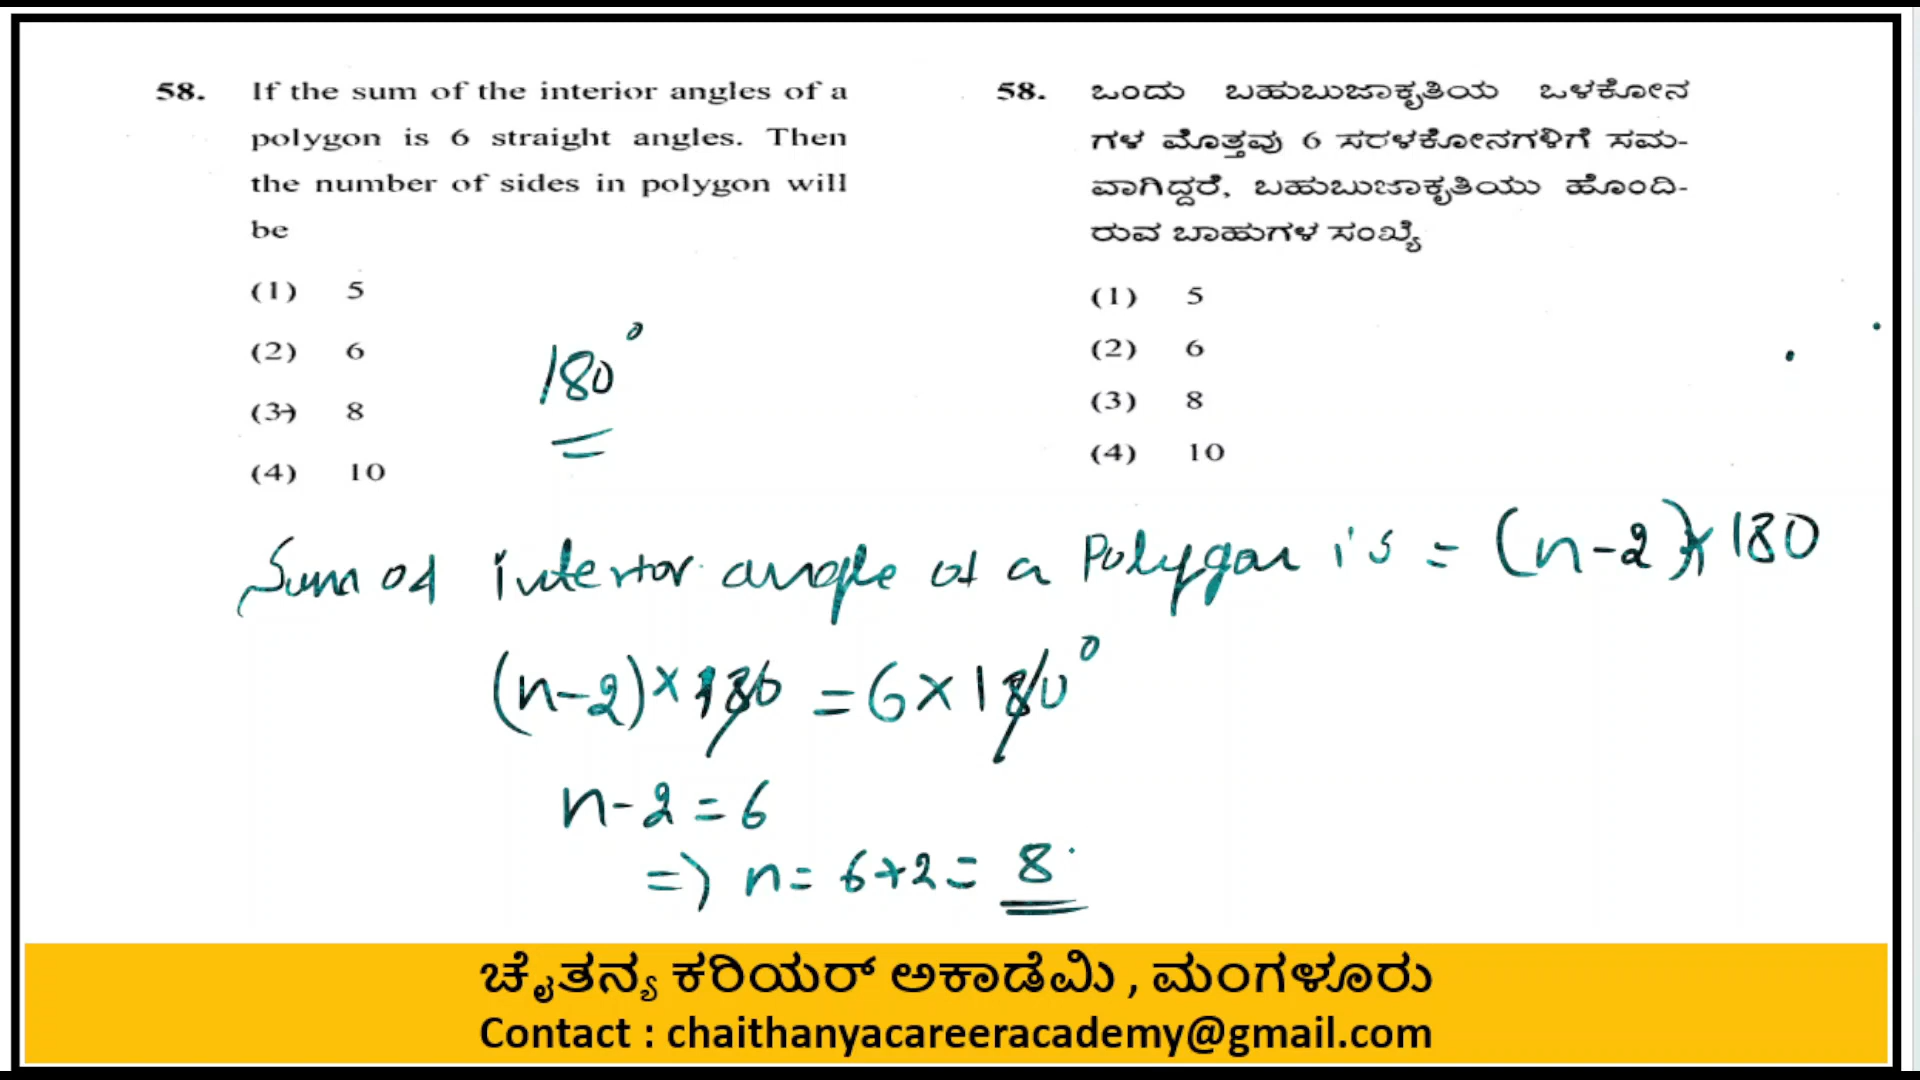 58. If the sum of the interior angles of a
polygon is 6 straight angles. Then
the number of sides in polygon will
be
(1) 5
(2) 6
(3) 8
(4) 10
180°
58. ಒಂದು ಬಹುಬುಜಾಕೃತಿಯ ಒಳಕೋನ
ಗಳ ಮೊತ್ತವು 6 ಸರಳಕೋನಗಳಿಗೆ ಸಮ-
ವಾಗಿದ್ದರೆ, ಬಹುಬುಜಾಕೃತಿಯು ಹೊಂದಿ-
ರುವ ಬಾಹುಗಳ ಸಂಖ್ಯೆ
(1) 5
(2) 6
(3) 8
(4) 10
Sum of interior angle of a Polygon is = (n-2)×180
(n-2)×180 = 6×180°
n-2=6
=) n= 6+2= 8
ಚೈತನ್ಯ ಕರಿಯರ್ ಅಕಾಡೆಮಿ , ಮಂಗಳೂರು
Contact : chaithanyacareeracademy@gmail.com